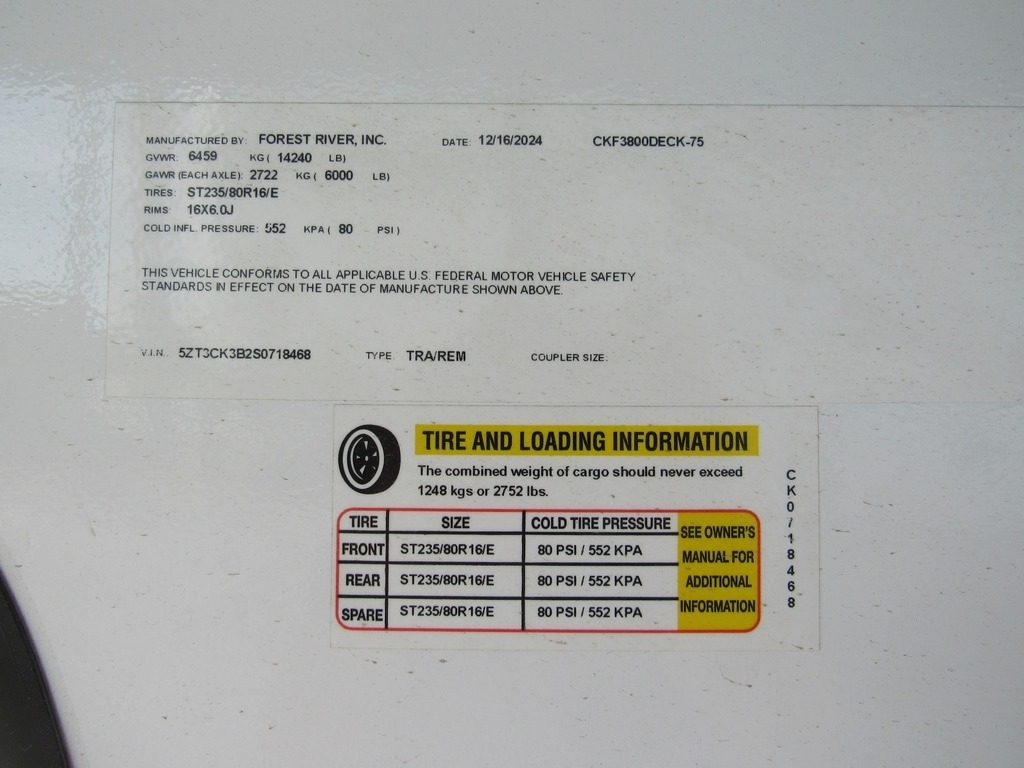 MANUFACTURED BY: FOREST RIVER, INC. DATE: 12/16/2024 CKF3800DECK-75
GVWR: 6459 KG ( 14240 LB)
GAWR (EACH AXLE): 2722 KG ( 6000 LB)
TIRES: ST235/80R16/E
RIMS: 16X6.0J
COLD INFL. PRESSURE: 552 KPA ( 80 PSI )
THIS VEHICLE CONFORMS TO ALL APPLICABLE U.S. FEDERAL MOTOR VEHICLE SAFETY
STANDARDS IN EFFECT ON THE DATE OF MANUFACTURE SHOWN ABOVE.
V.I.N.: 5ZT3CK3B2S0718468 TYPE: TRA/REM COUPLER SIZE:
TIRE AND LOADING INFORMATION
The combined weight of cargo should never exceed
1248 kgs or 2752 lbs.
TIRE SIZE COLD TIRE PRESSURE
FRONT ST235/80R16/E 80 PSI / 552 KPA
REAR ST235/80R16/E 80 PSI / 552 KPA
SPARE ST235/80R16/E 80 PSI / 552 KPA
SEE OWNER'S
MANUAL FOR
ADDITIONAL
INFORMATION
CK0718468